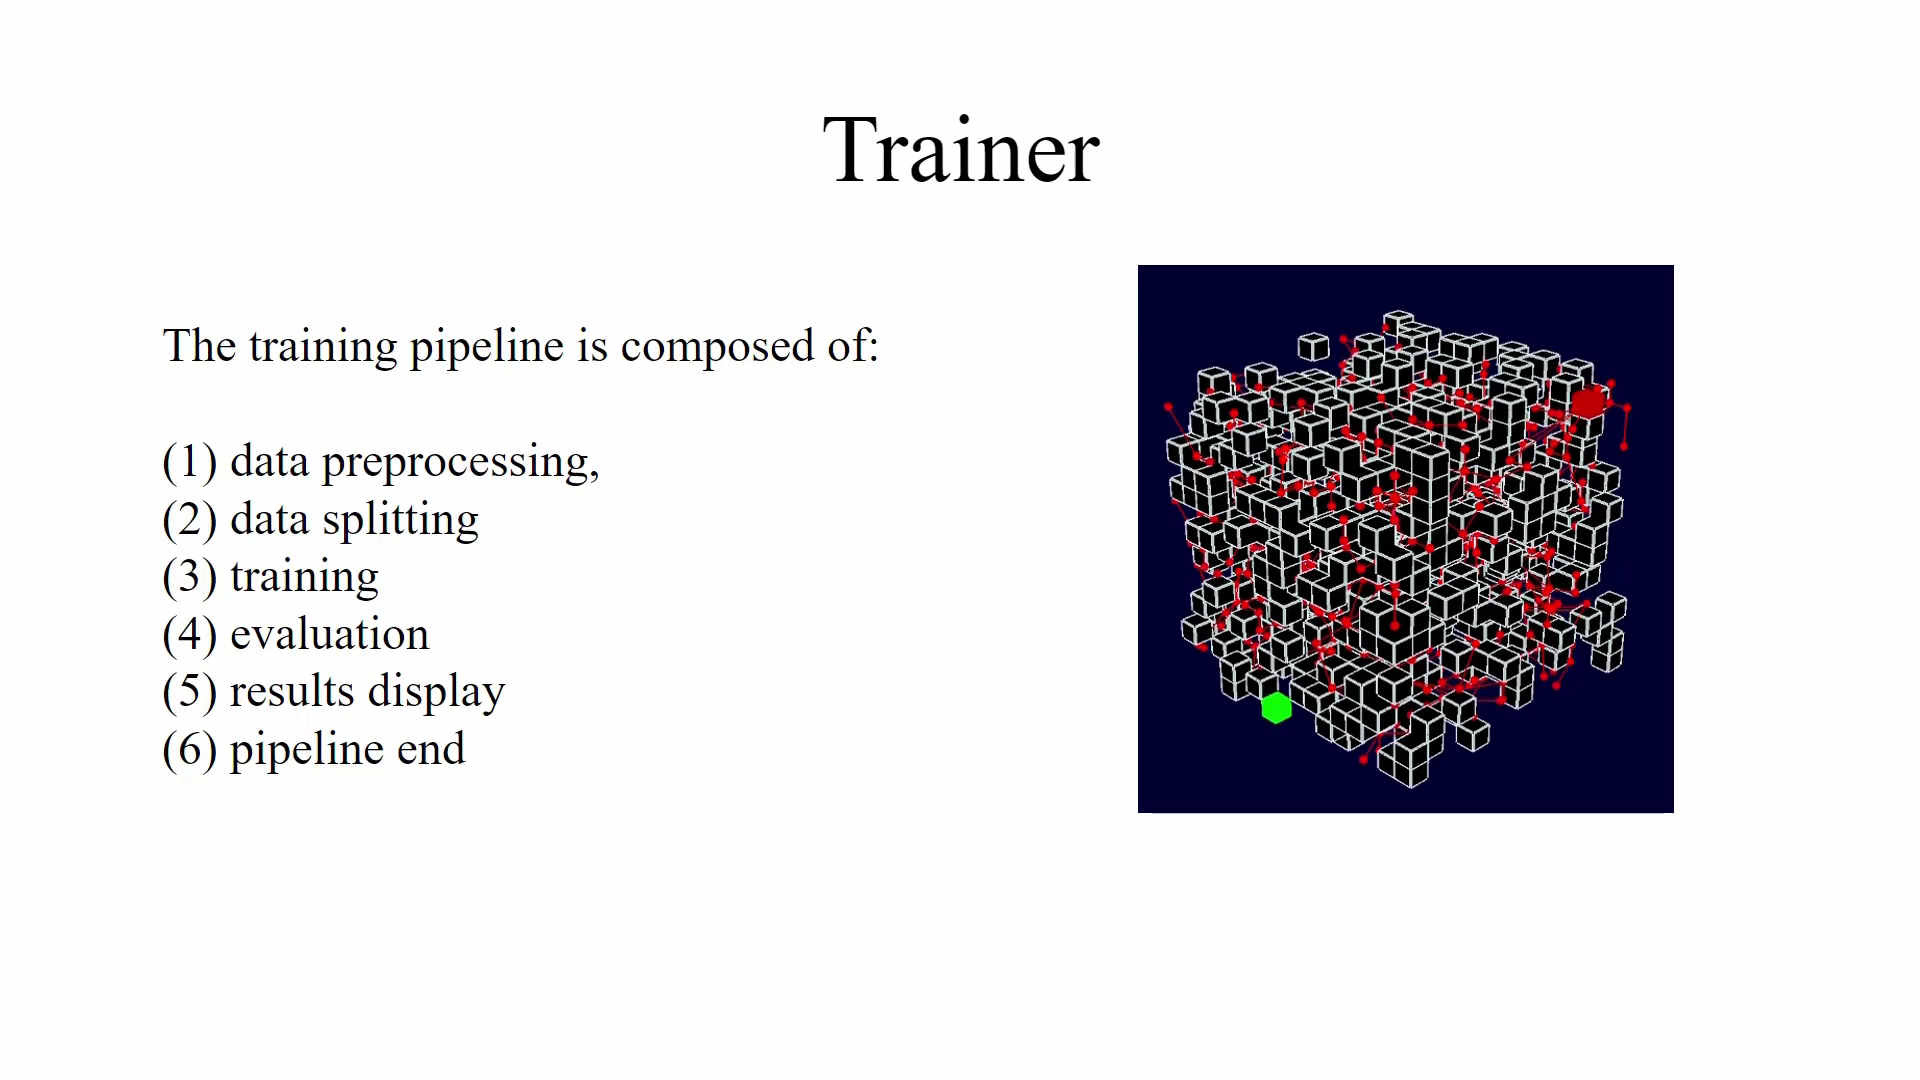 Trainer
The training pipeline is composed of:
(1) data preprocessing,
(2) data splitting
(3) training
(4) evaluation
(5) results display
(6) pipeline end